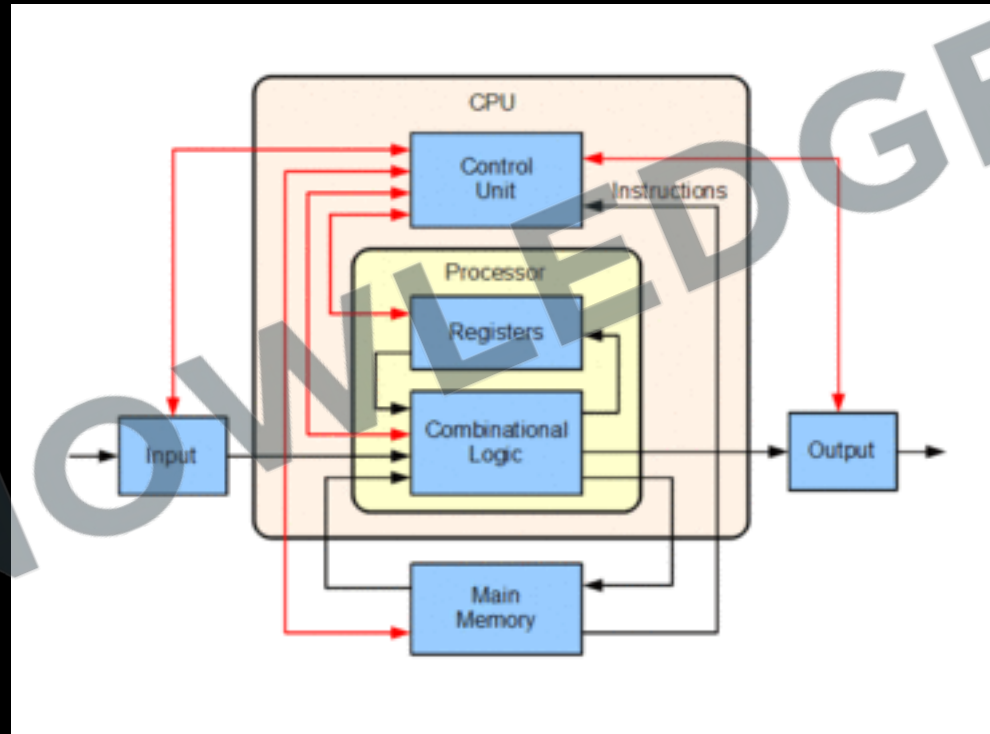 CPU
Control
Unit
Instructions
Processor
Registers
Combinational
Logic
Input
Output
Main
Memory